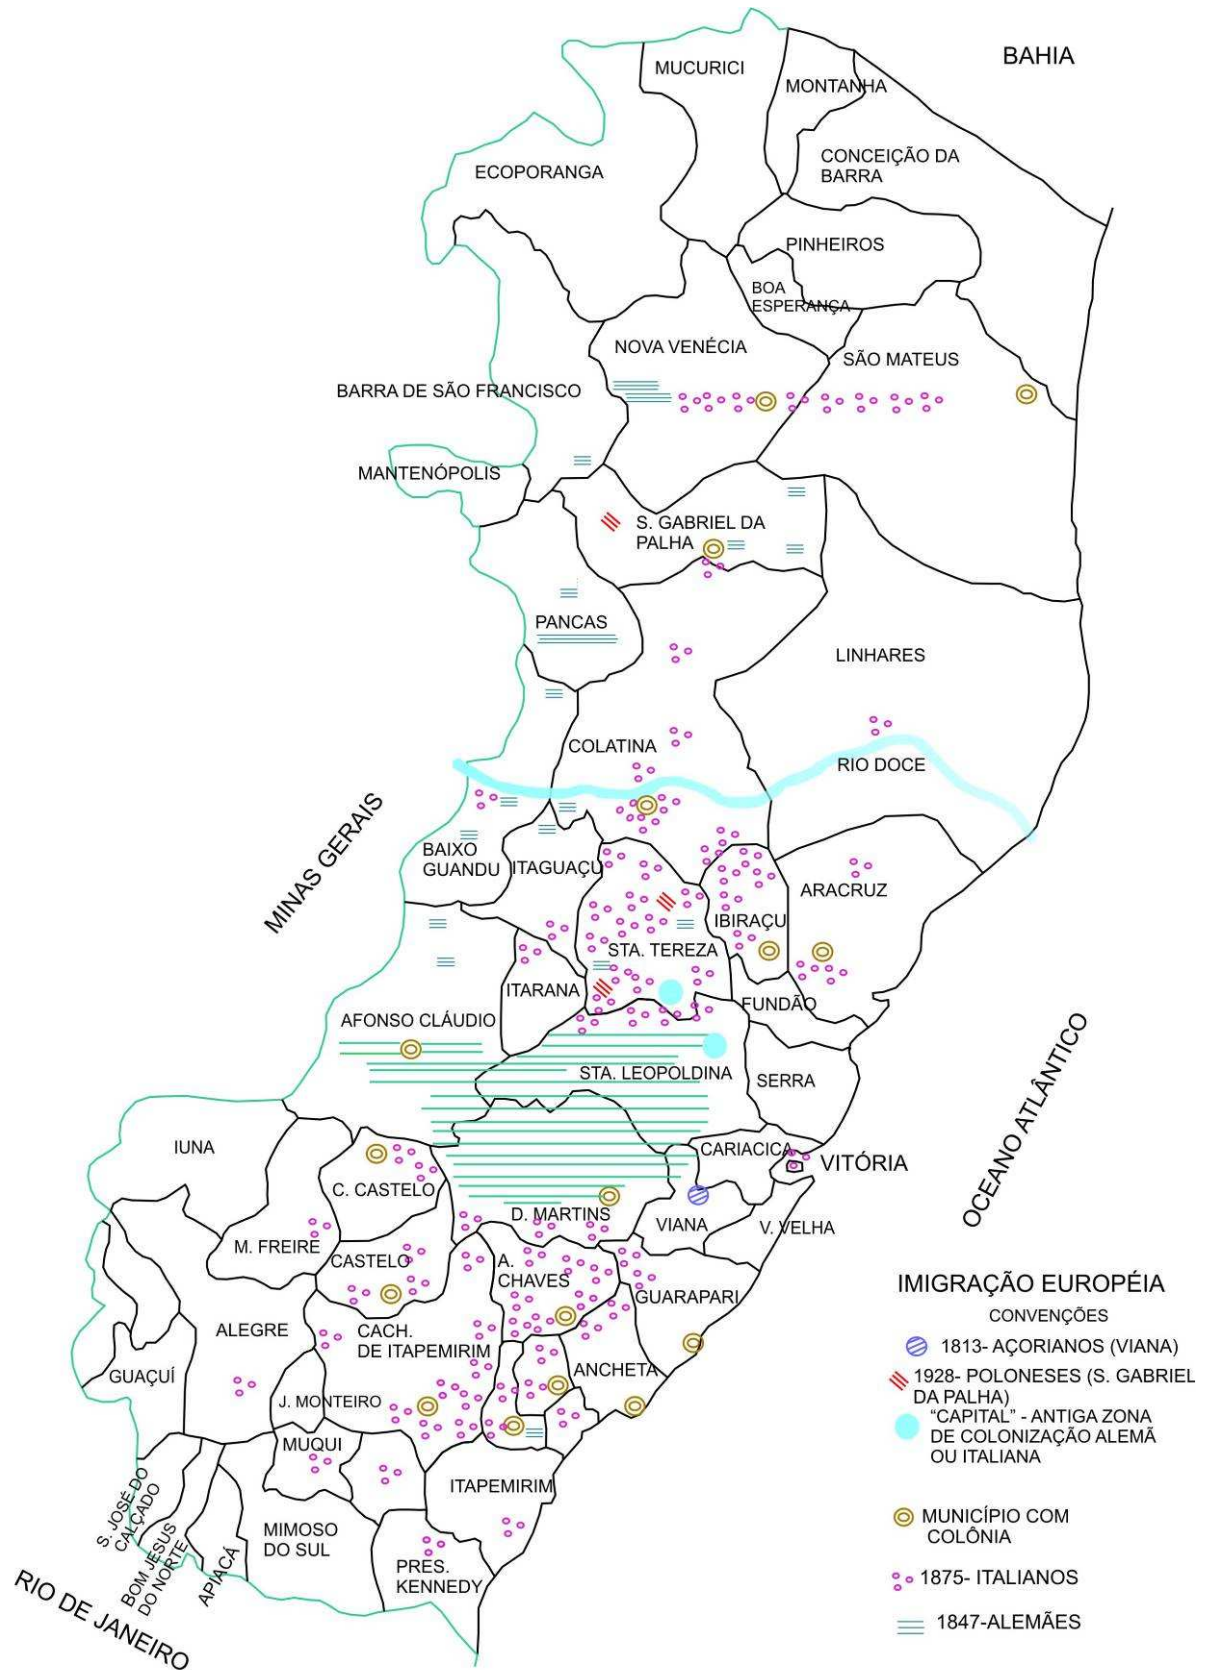 BAHIA
MUCURICI
MONTANHA
CONCEIÇÃO DA
BARRA
ECOPORANGA
PINHEIROS
BOA
ESPERANÇA
NOVA VENÉCIA
SÃO MATEUS
BARRA DE SÃO FRANCISCO
MANTENÓPOLIS
S. GABRIEL DA
PALHA
PANCAS
LINHARES
COLATINA
RIO DOCE
MINAS GERAIS
BAIXO
GUANDU
ITAGUAÇU
ARACRUZ
IBIRAÇU
STA. TEREZA
ITARANA
FUNDÃO
AFONSO CLÁUDIO
STA. LEOPOLDINA
SERRA
OCEANO ATLÂNTICO
IUNA
CARIACICA
VITÓRIA
C. CASTELO
D. MARTINS
VIANA
V. VELHA
M. FREIRE
CASTELO
A.
CHAVES
GUARAPARI
ALEGRE
CACH.
DE ITAPEMIRIM
GUAÇUÍ
ANCHETA
J. MONTEIRO
MUQUI
ITAPEMIRIM
S. JOSÉ DO
CALÇADO
BOM JESUS
DO NORTE
APIACÁ
MIMOSO
DO SUL
PRES.
KENNEDY
RIO DE JANEIRO
IMIGRAÇÃO EUROPÉIA
CONVENÇÕES
1813- AÇORIANOS (VIANA)
1928- POLONESES (S. GABRIEL
DA PALHA)
“CAPITAL” - ANTIGA ZONA
DE COLONIZAÇÃO ALEMÃ
OU ITALIANA
MUNICÍPIO COM
COLÔNIA
1875- ITALIANOS
1847-ALEMÃES